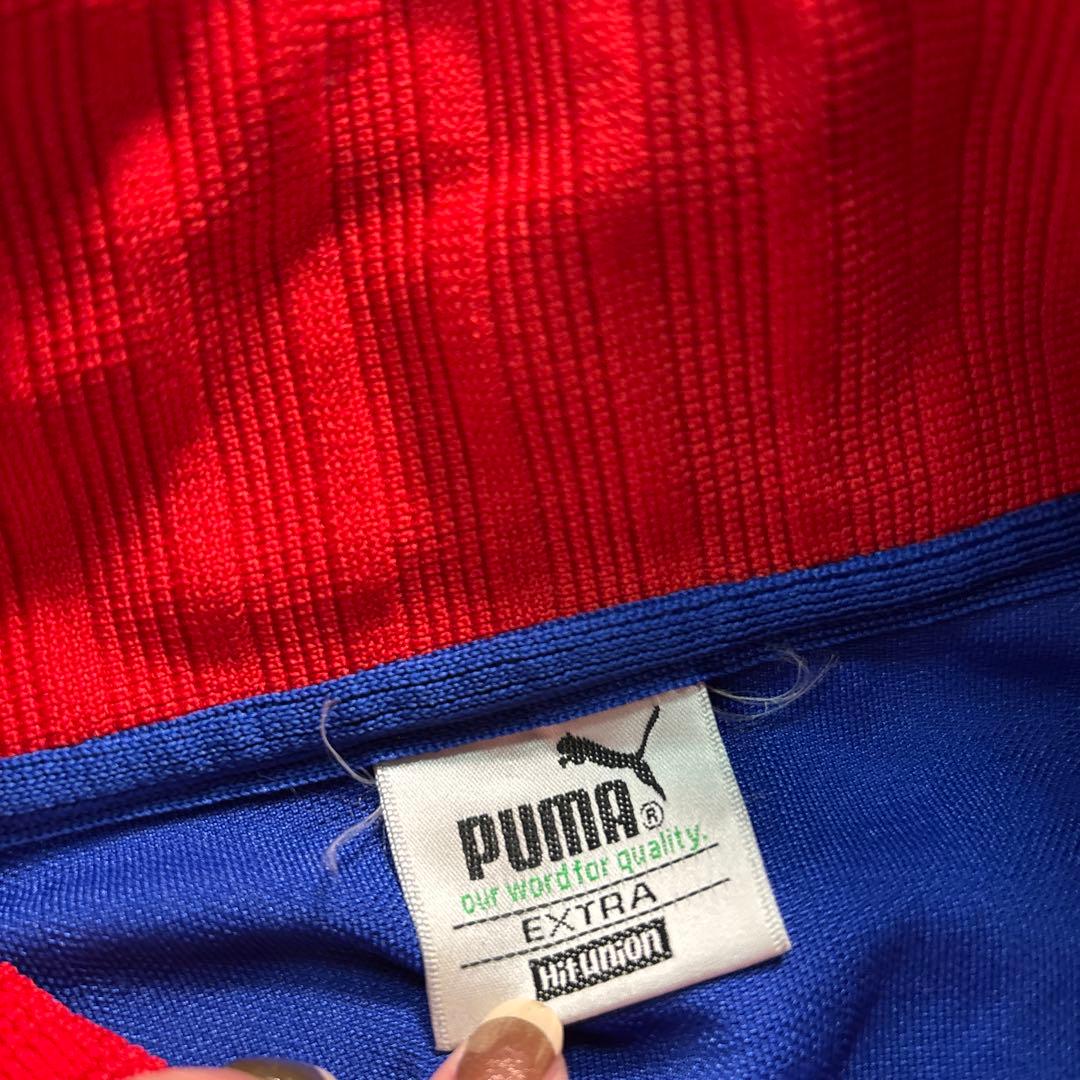 PUMA®
our word for quality.
EXTRA
Hit union